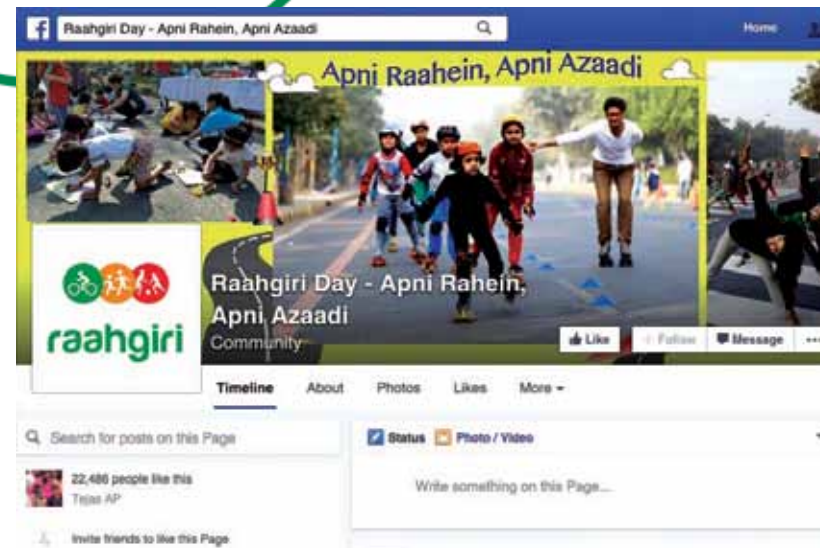 Raahgiri Day - Apni Rahein, Apni Azaadi
Home
Apni Raahein, Apni Azaadi
raahgiri
Raahgiri Day - Apni Rahein,
Apni Azaadi
Community
Like
Follow
Message
Timeline
About
Photos
Likes
More
Search for posts on this Page
Status
Photo / Video
22,486 people like this
Tejas AP
Write something on this Page...
Invite friends to like this Page